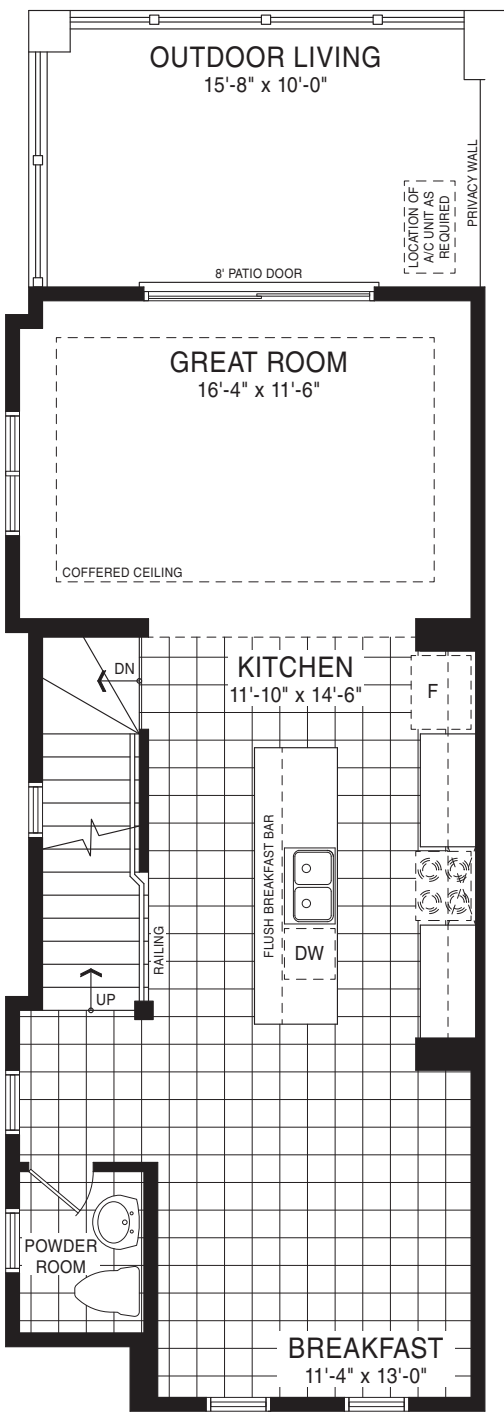 OUTDOOR LIVING
15'-8" x 10'-0"
LOCATION OF
A/C UNIT AS
REQUIRED
PRIVACY WALL
8' PATIO DOOR
GREAT ROOM
16'-4" x 11'-6"
COFFERED CEILING
DN
KITCHEN
11'-10" x 14'-6"
F
FLUSH BREAKFAST BAR
DW
RAILING
UP
POWDER
ROOM
BREAKFAST
11'-4" x 13'-0"